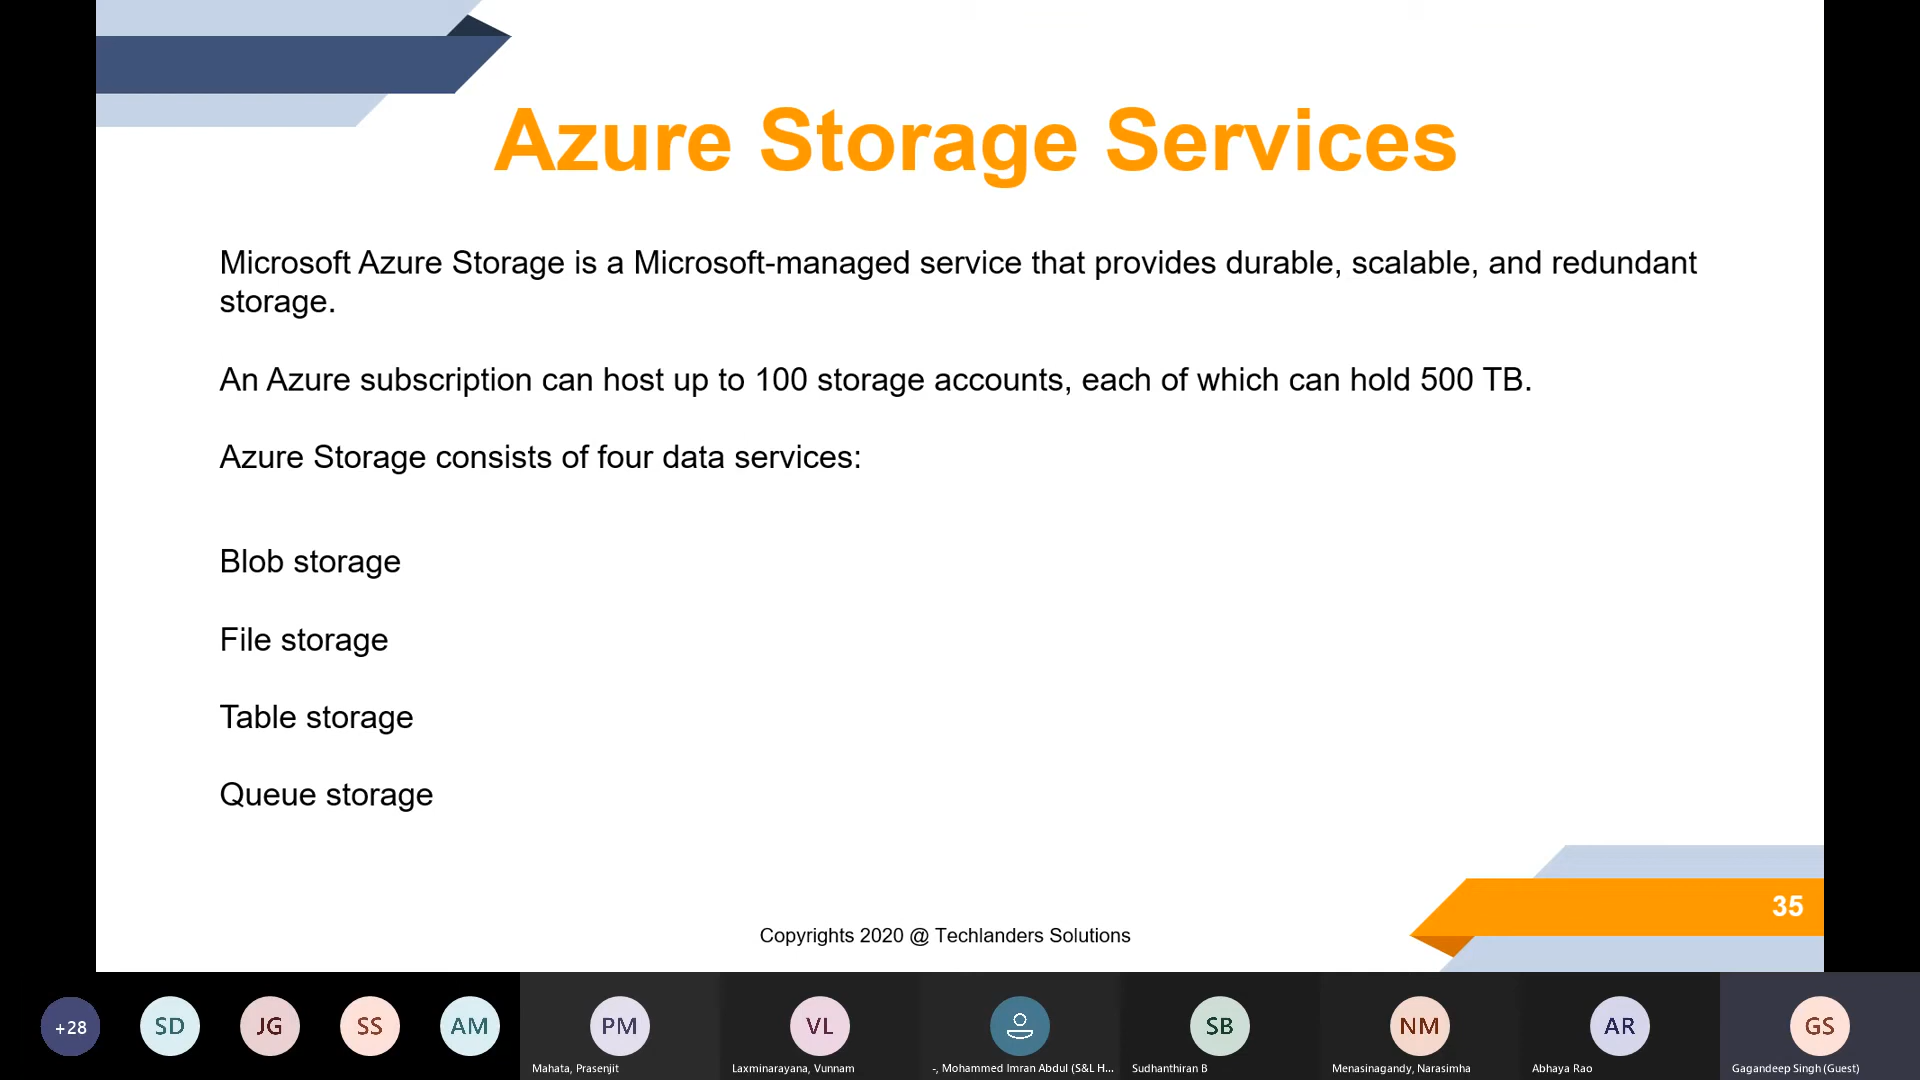 Azure Storage Services
Microsoft Azure Storage is a Microsoft-managed service that provides durable, scalable, and redundant
storage.
An Azure subscription can host up to 100 storage accounts, each of which can hold 500 TB.
Azure Storage consists of four data services:
Blob storage
File storage
Table storage
Queue storage
35
Copyrights 2020 @ Techlanders Solutions
+28
SD
JG
SS
AM
PM
VL
SB
NM
AR
GS
Mahata, Prasenjit
Laxminarayana, Vunnam
-, Mohammed Imran Abdul (S&L H...
Sudhanthiran B
Menasinagandy, Narasimha
Abhaya Rao
Gagandeep Singh (Guest)